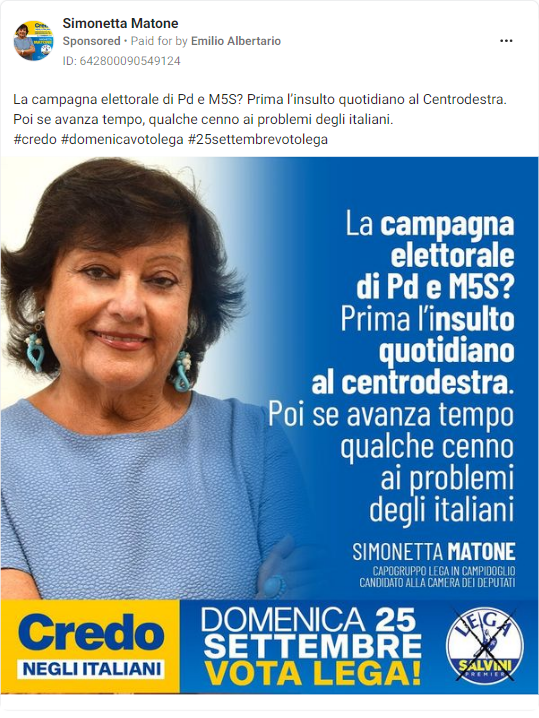 Simonetta Matone
Sponsored • Paid for by Emilio Albertario
ID: 642800090549124
La campagna elettorale di Pd e M5S? Prima l’insulto quotidiano al Centrodestra.
Poi se avanza tempo, qualche cenno ai problemi degli italiani.
#credo #domenicavotolega #25settembrevotolega
La campagna
elettorale
di Pd e M5S?
Prima l’insulto
quotidiano
al centrodestra.
Poi se avanza tempo
qualche cenno
ai problemi
degli italiani
SIMONETTA MATONE
CAPOGRUPPO LEGA IN CAMPIDOGLIO
CANDIDATO ALLA CAMERA DEI DEPUTATI
Credo
NEGLI ITALIANI
DOMENICA 25
SETTEMBRE
VOTA LEGA!
LEGA
SALVINI
PREMIER